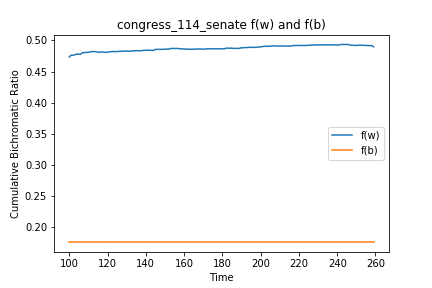 congress_114_senate f(w) and f(b)
0.50
0.45
0.40
0.35
0.30
0.25
0.20
Cumulative Bichromatic Ratio
f(w)
f(b)
100 120 140 160 180 200 220 240 260
Time